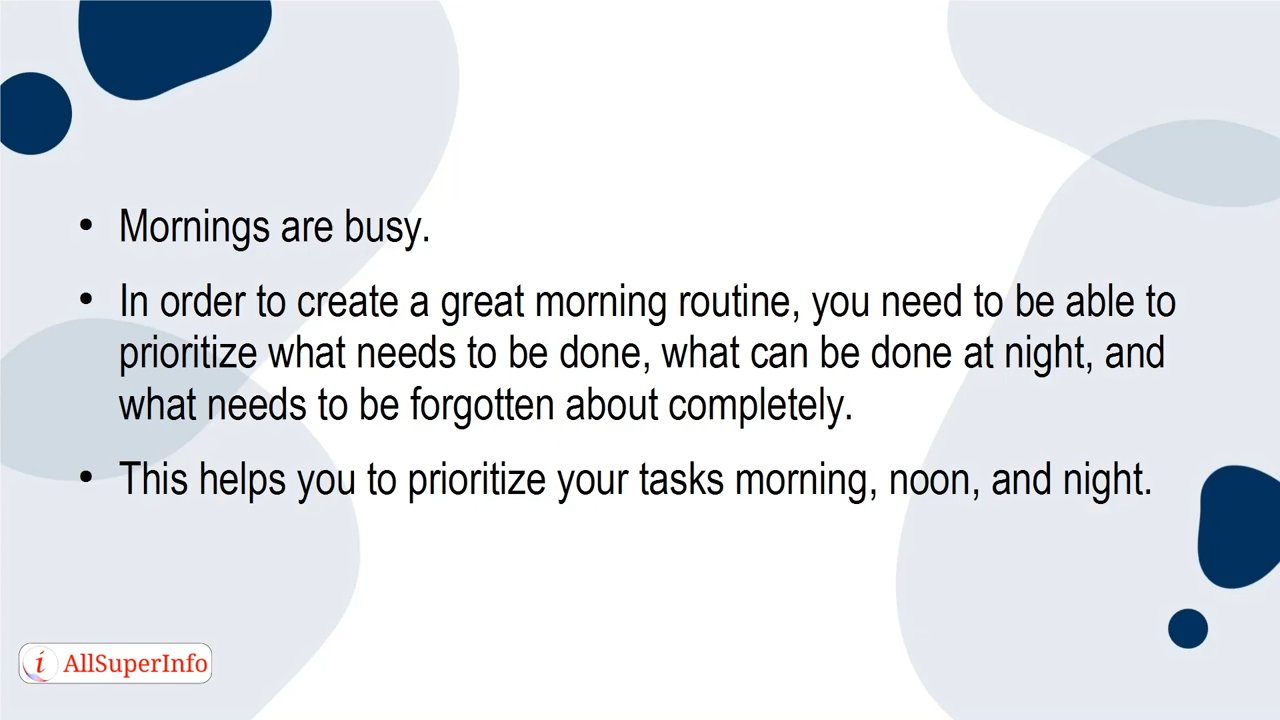 • Mornings are busy.
• In order to create a great morning routine, you need to be able to
prioritize what needs to be done, what can be done at night, and
what needs to be forgotten about completely.
• This helps you to prioritize your tasks morning, noon, and night.
i AllSuperInfo